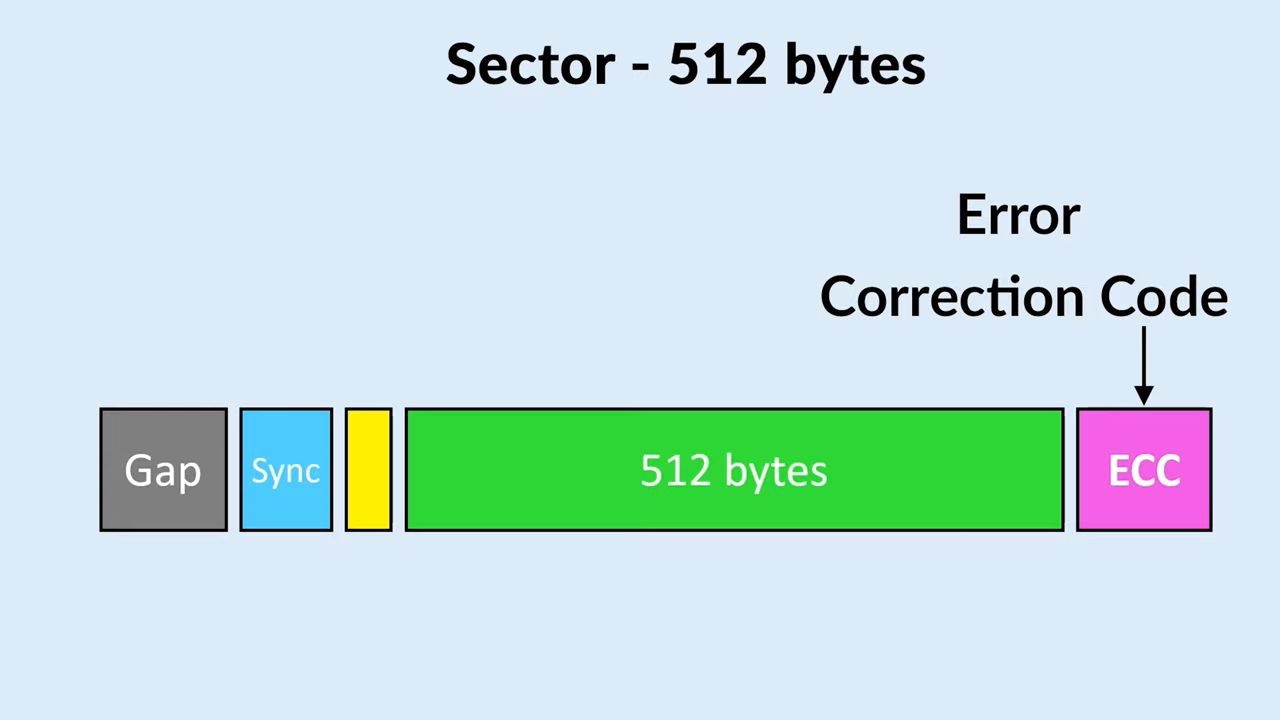 Sector - 512 bytes
Error
Correction Code
Gap
Sync
512 bytes
ECC